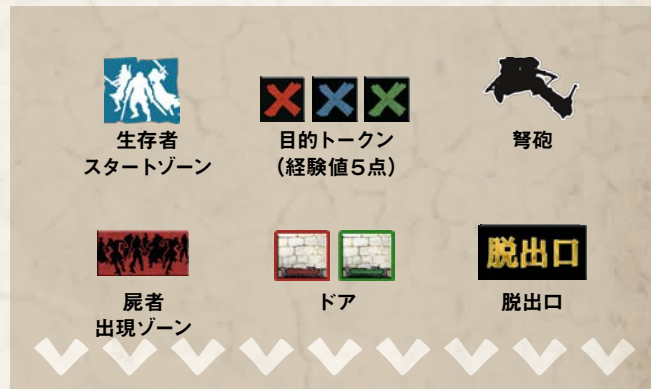 生存者
スタートゾーン
目的トークン
（経験値5点）
弩砲
屍者
出現ゾーン
ドア
脱出口
脱出口